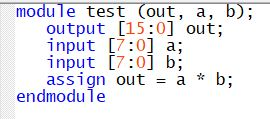 module test (out, a, b);
output [15:0] out;
input [7:0] a;
input [7:0] b;
assign out = a * b;
endmodule